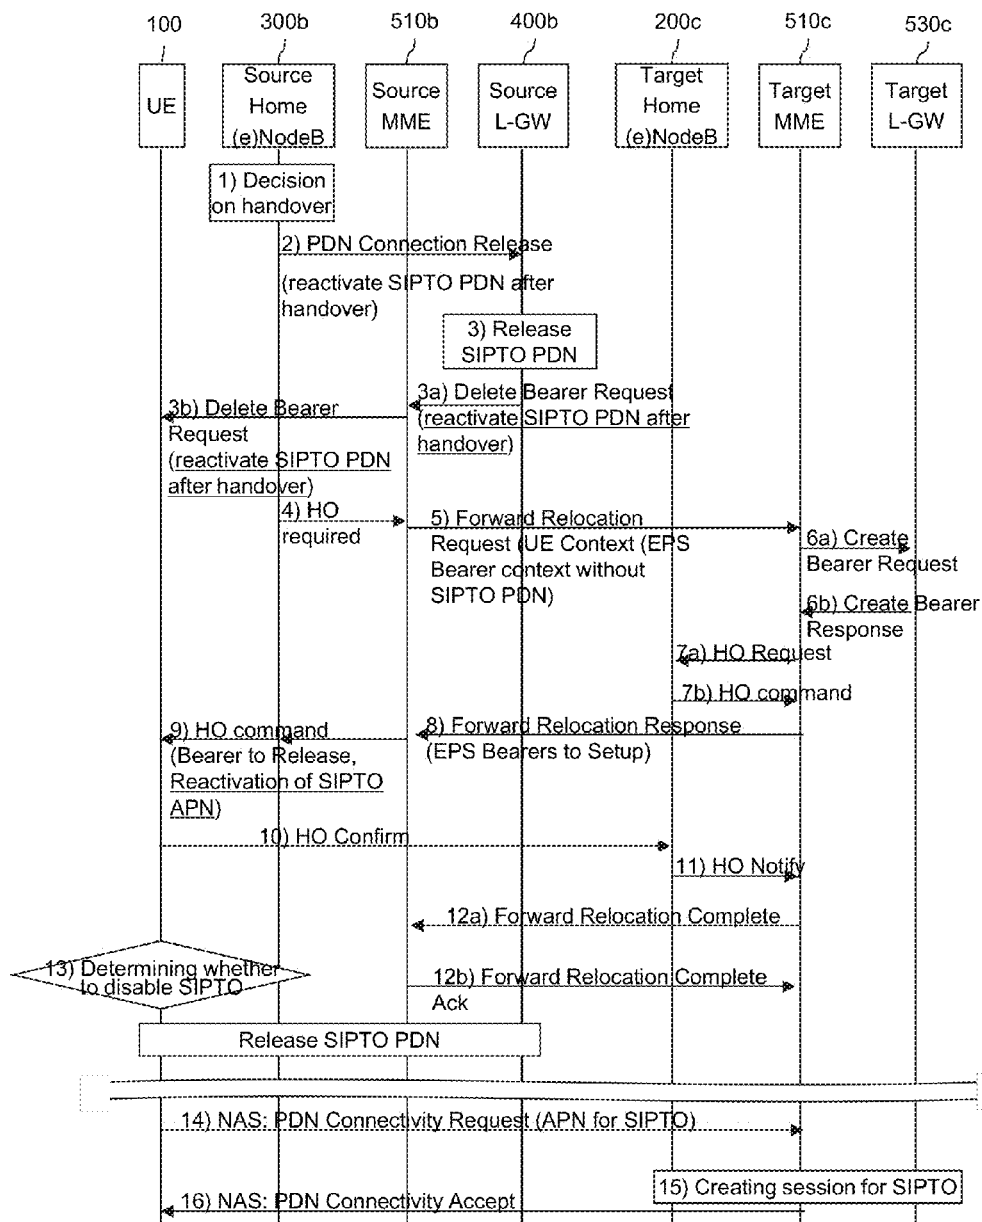 100
300b
510b
400b
200c
510c
530c
UE
Source
Home
(e)NodeB
Source
MME
Source
L-GW
Target
Home
(e)NodeB
Target
MME
Target
L-GW
1) Decision
on handover
2) PDN Connection Release
(reactivate SIPTO PDN after
handover)
3) Release
SIPTO PDN
3a) Delete Bearer Request
(reactivate SIPTO PDN after
handover)
3b) Delete Bearer
Request
(reactivate SIPTO PDN
after handover)
4) HO
required
5) Forward Relocation
Request (UE Context (EPS
Bearer context without
SIPTO PDN)
6a) Create
Bearer Request
6b) Create Bearer
Response
7a) HO Request
7b) HO command
8) Forward Relocation Response
(EPS Bearers to Setup)
9) HO command
(Bearer to Release,
Reactivation of SIPTO
APN)
10) HO Confirm
11) HO Notify
12a) Forward Relocation Complete
13) Determining whether
to disable SIPTO
12b) Forward Relocation Complete
Ack
Release SIPTO PDN
14) NAS: PDN Connectivity Request (APN for SIPTO)
15) Creating session for SIPTO
16) NAS: PDN Connectivity Accept